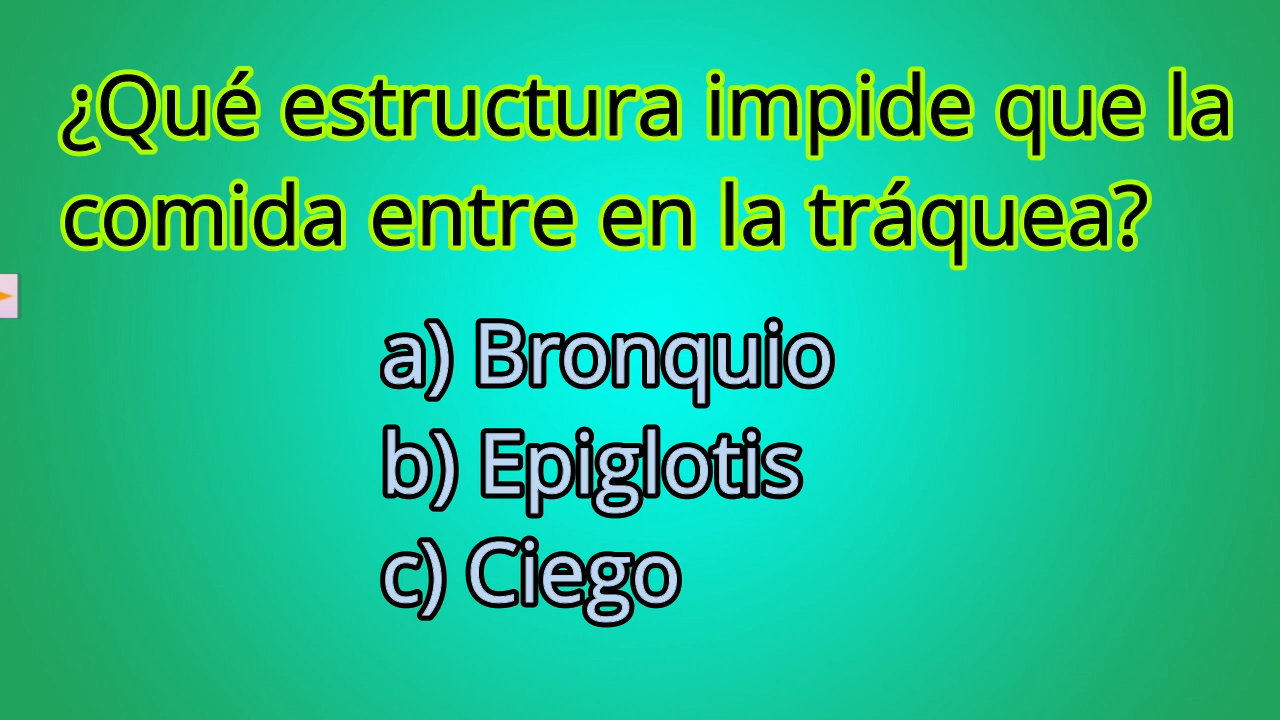 ¿Qué estructura impide que la
comida entre en la tráquea?
a) Bronquio
b) Epiglotis
c) Ciego